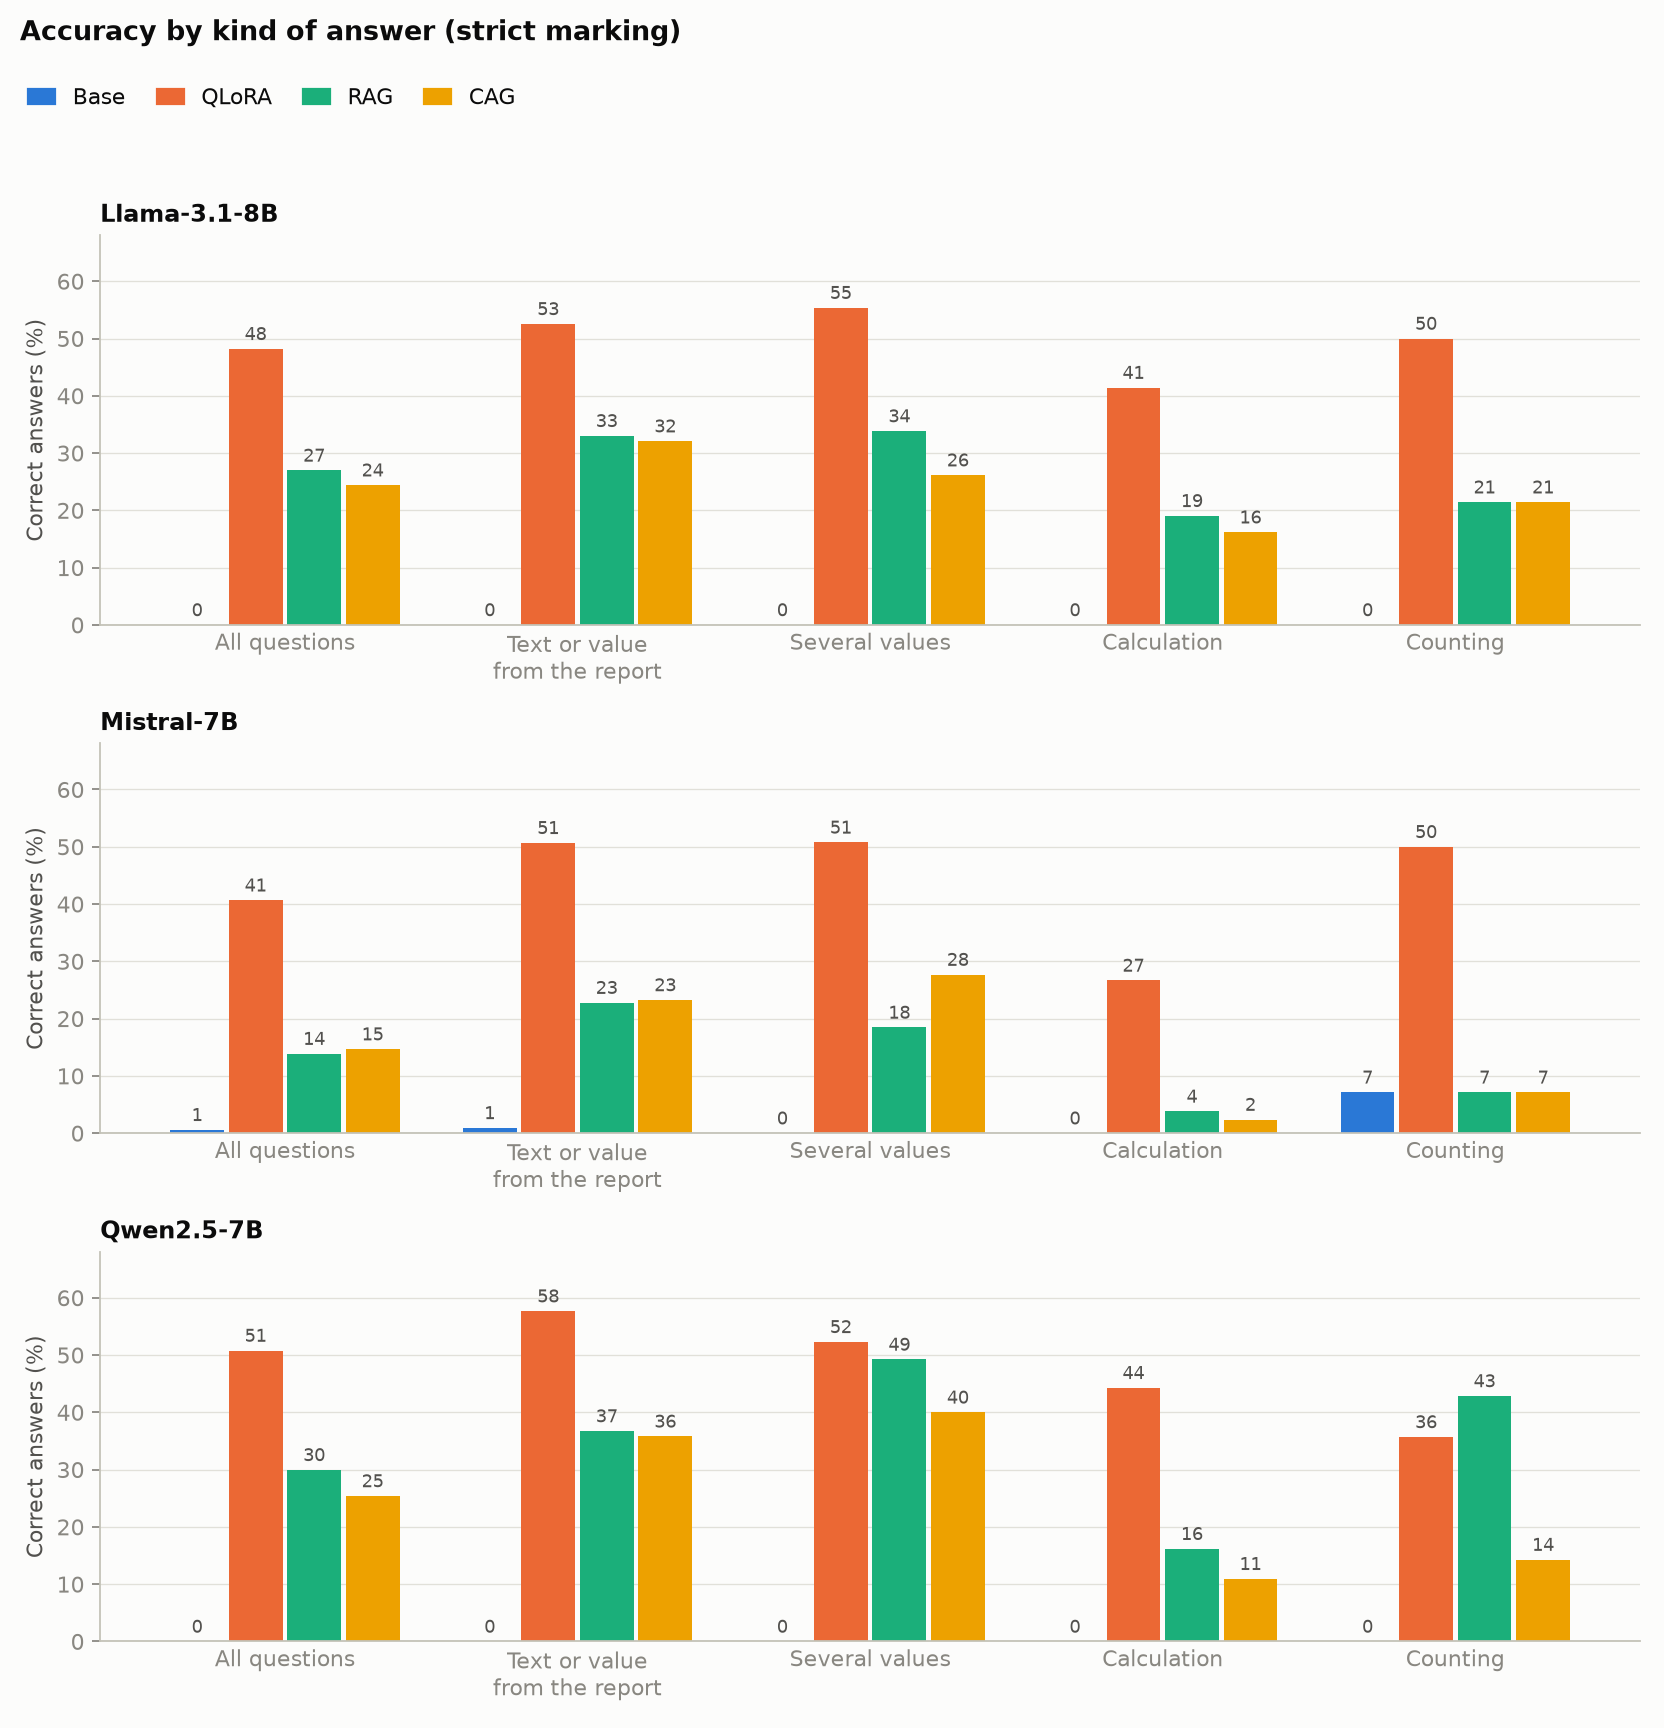 Accuracy by kind of answer (strict marking)
Base QLoRA RAG CAG
Llama-3.1-8B
Correct answers (%)
60
50
40
30
20
10
0
0 48 27 24
0 53 33 32
0 55 34 26
0 41 19 16
0 50 21 21
All questions
Text or value
from the report
Several values
Calculation
Counting
Mistral-7B
Correct answers (%)
60
50
40
30
20
10
0
1 41 14 15
1 51 23 23
0 51 18 28
0 27 4 2
7 50 7 7
All questions
Text or value
from the report
Several values
Calculation
Counting
Qwen2.5-7B
Correct answers (%)
60
50
40
30
20
10
0
0 51 30 25
0 58 37 36
0 52 49 40
0 44 16 11
0 36 43 14
All questions
Text or value
from the report
Several values
Calculation
Counting